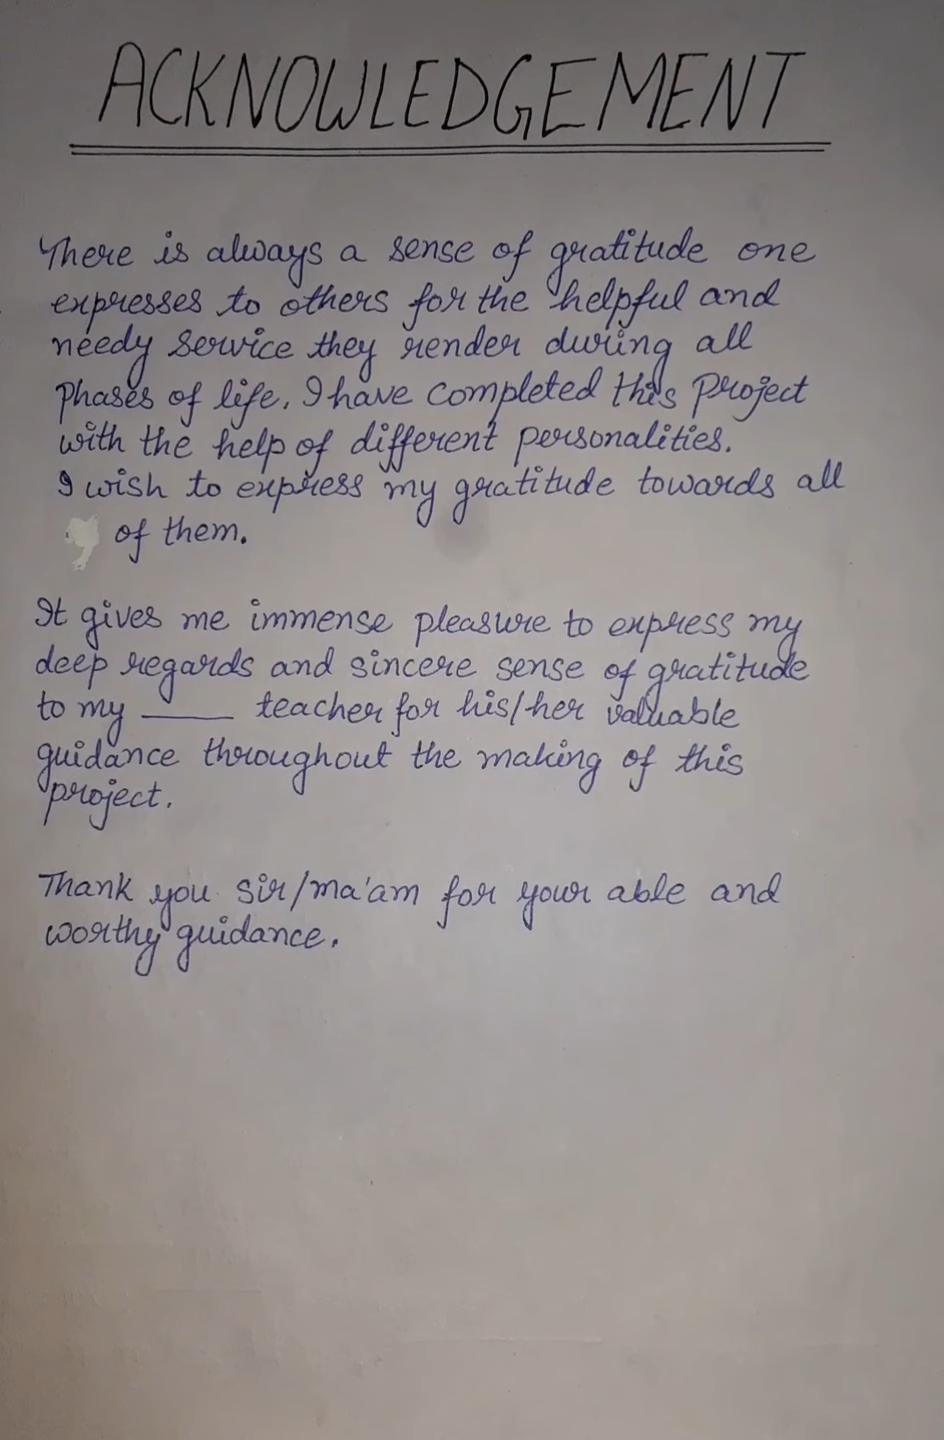 ACKNOWLEDGEMENT
There is always a sense of gratitude one
expresses to others for the helpful and
needy Service they render during all
Phases of life. I have completed this Project
with the help of different personalities.
I wish to express my gratitude towards all
of them.
It gives me immense pleasure to express my
deep regards and sincere sense of gratitude
to my _____ teacher for his/her valuable
guidance throughout the making of this
project.
Thank you Sir/ma'am for your able and
worthy guidance.